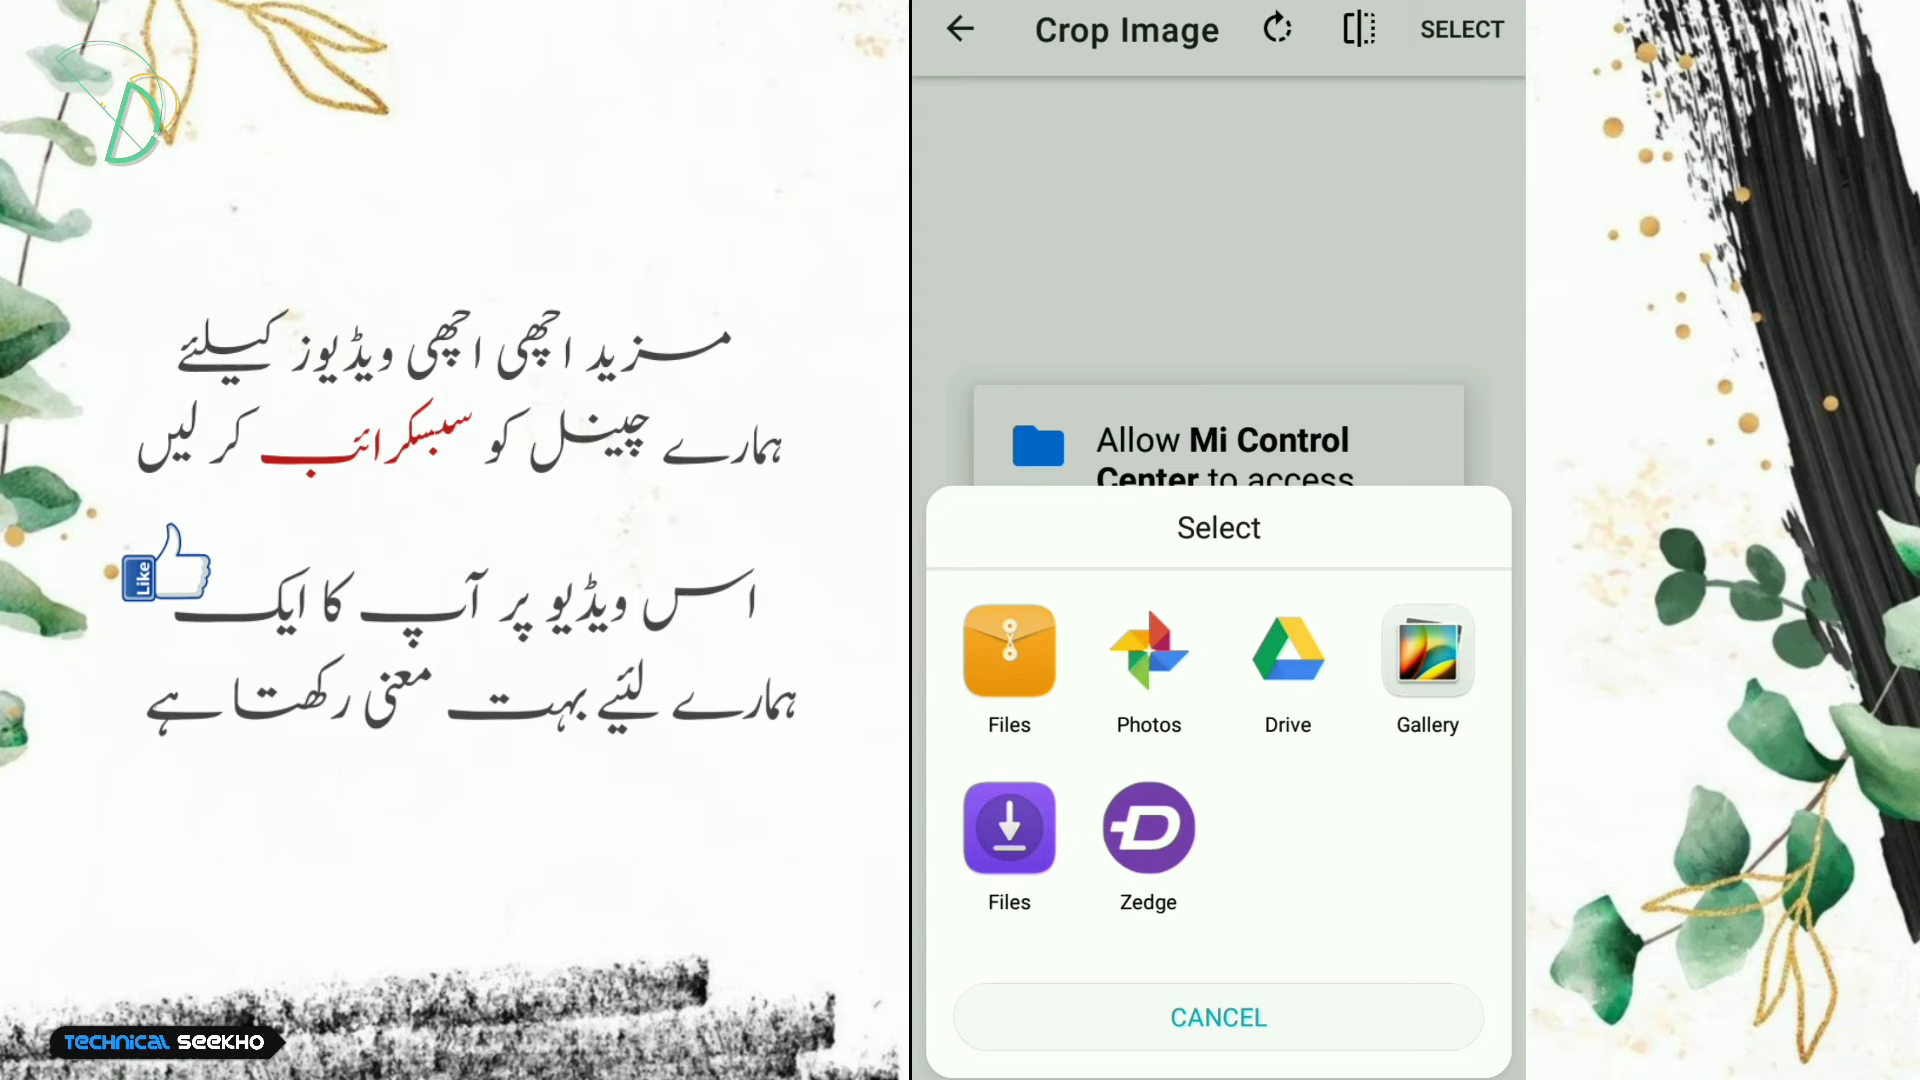 مزید اچھی اچھی ویڈیوز کیلئے
ہمارے چینل کو سبسکرائب کر لیں
Like
اس ویڈیو پر آپ کا ایک
ہمارے لئیے بہت معنی رکھتا ہے
TECHNICAL SEEKHO
Crop Image
SELECT
Allow Mi Control
Center to access
Select
Files
Photos
Drive
Gallery
Files
Zedge
CANCEL